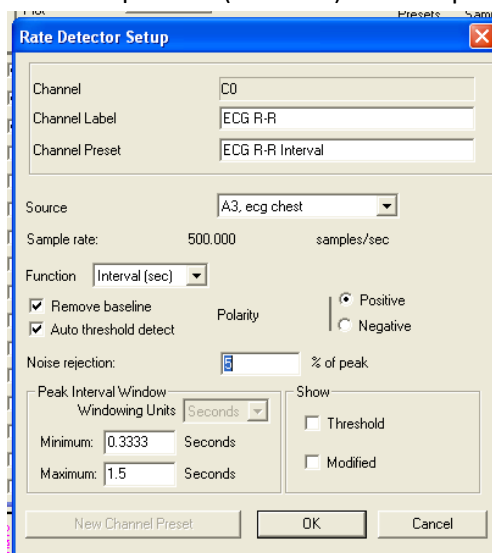 Presets
Rate Detector Setup
Channel C0
Channel Label ECG R-R
Channel Preset ECG R-R Interval
Source A3, ecg chest
Sample rate: 500.000 samples/sec
Function Interval (sec)
Remove baseline
Auto threshold detect
Polarity
Positive
Negative
Noise rejection: 5 % of peak
Peak Interval Window
Windowing Units Seconds
Minimum: 0.3333 Seconds
Maximum: 1.5 Seconds
Show
Threshold
Modified
New Channel Preset OK Cancel